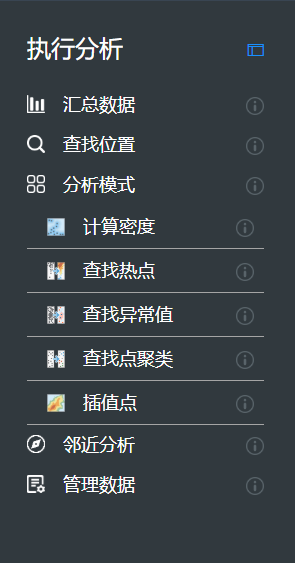 执行分析
汇总数据
查找位置
分析模式
计算密度
查找热点
查找异常值
查找点聚类
插值点
邻近分析
管理数据